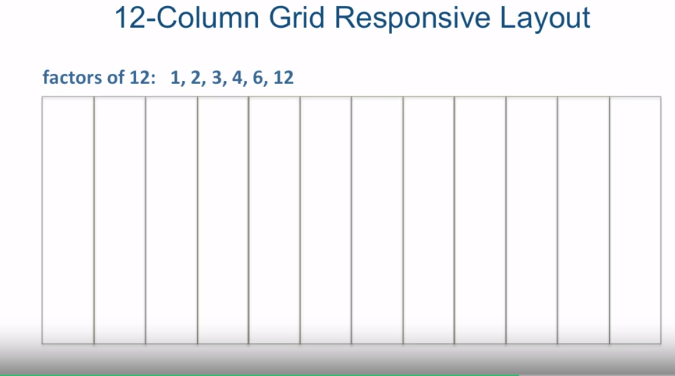 12-Column Grid Responsive Layout
factors of 12: 1, 2, 3, 4, 6, 12